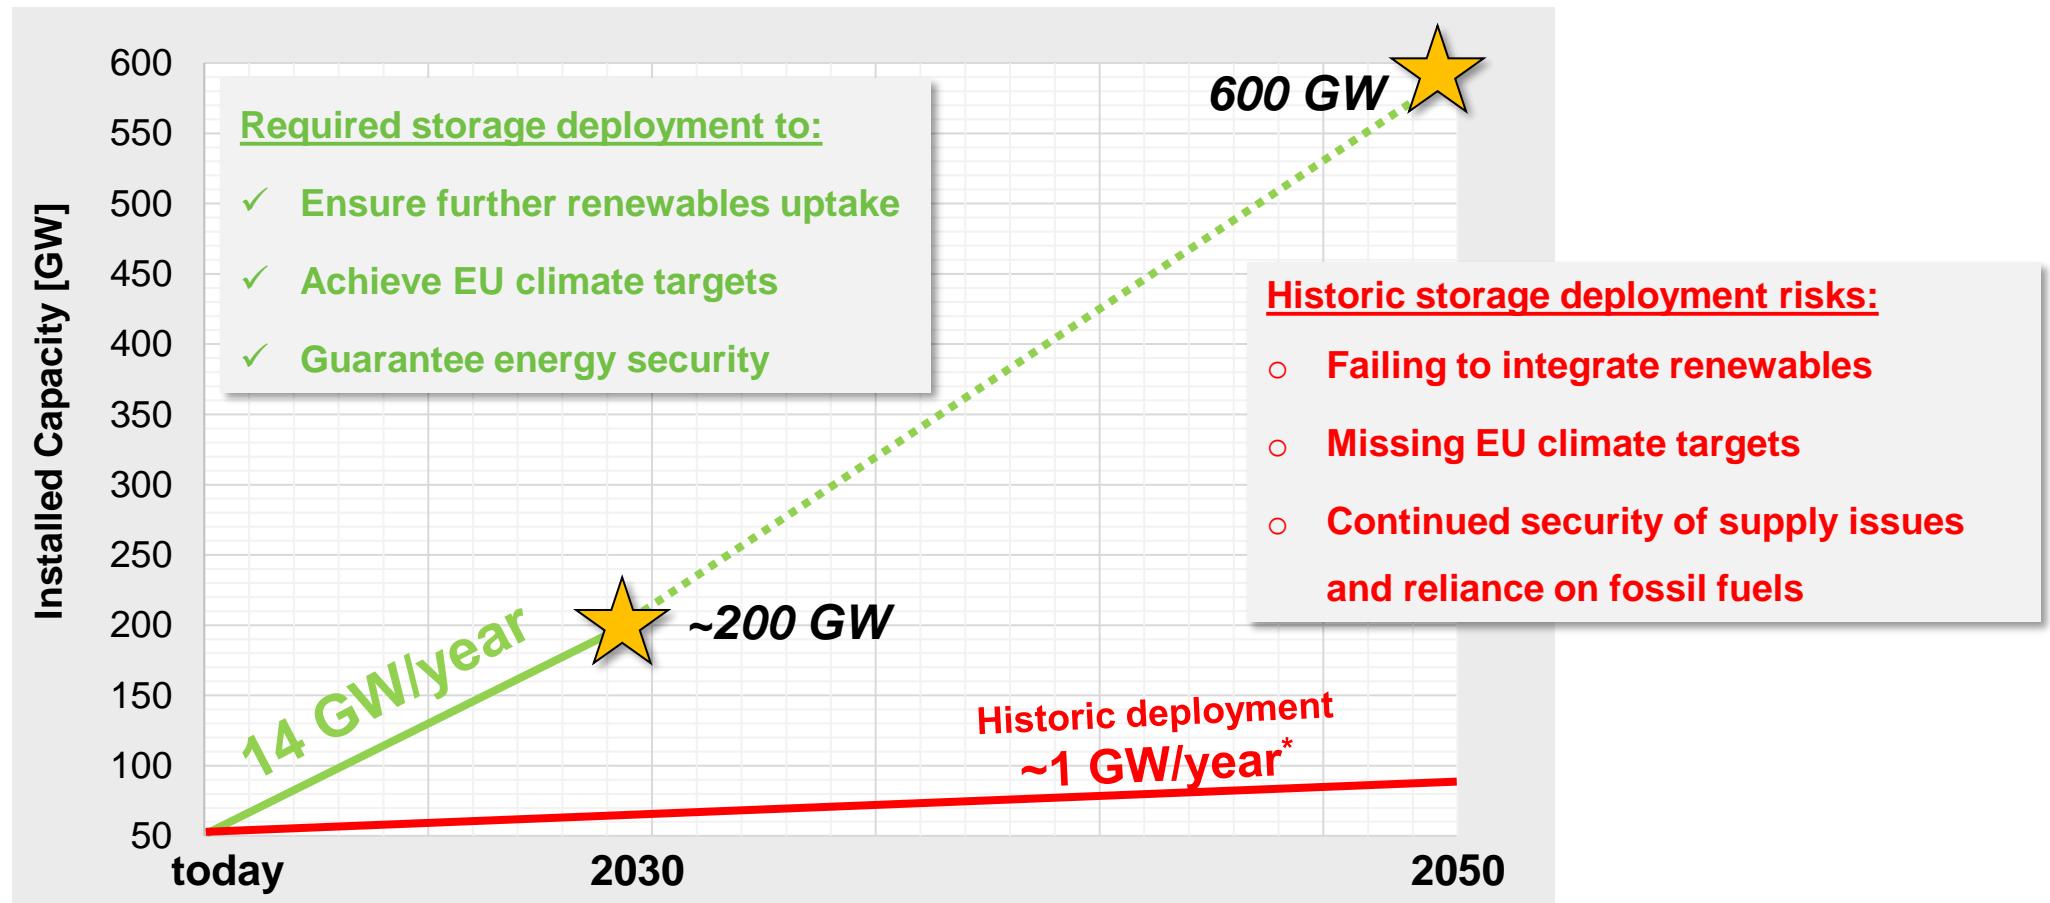 600
550
500
450
400
350
300
250
200
150
100
50
Installed Capacity [GW]
today
2030
2050
Required storage deployment to:
✓ Ensure further renewables uptake
✓ Achieve EU climate targets
✓ Guarantee energy security
600 GW
~200 GW
14 GW/year
Historic deployment
~1 GW/year*
Historic storage deployment risks:
o Failing to integrate renewables
o Missing EU climate targets
o Continued security of supply issues
and reliance on fossil fuels